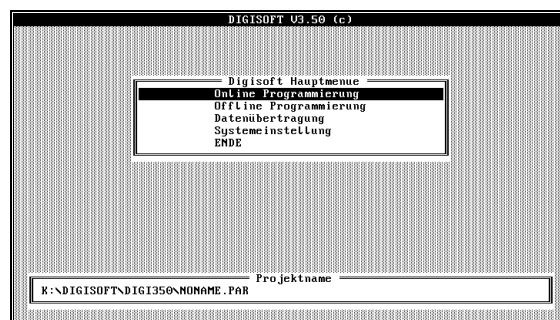 DIGISOFT V3.50 (c)
Digisoft Hauptmenue
Online Programmierung
Offline Programmierung
Datenübertragung
Systemeinstellung
ENDE
Projektname
K:\DIGISOFT\DIGI350\NONAME.PAR